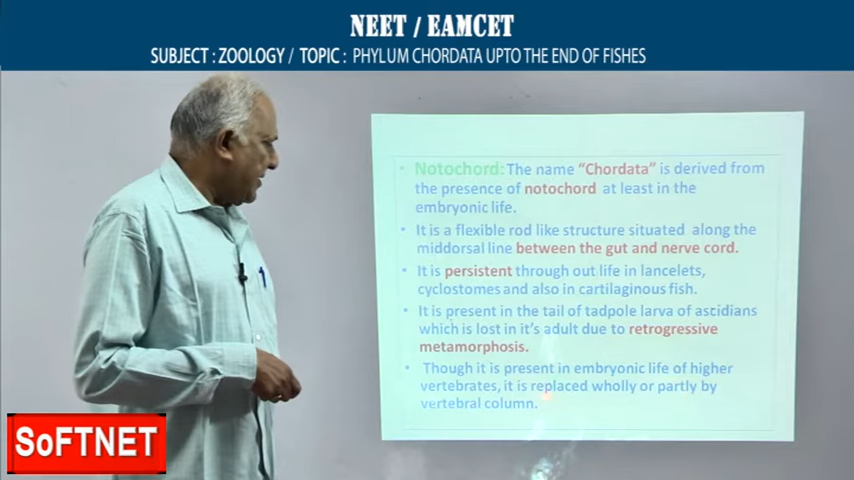 NEET / EAMCET
SUBJECT : ZOOLOGY / TOPIC : PHYLUM CHORDATA UPTO THE END OF FISHES
• Notochord: The name "Chordata" is derived from
the presence of notochord at least in the
embryonic life.
• It is a flexible rod like structure situated along the
middorsal line between the gut and nerve cord.
• It is persistent through out life in lancelets,
cyclostomes and also in cartilaginous fish.
• It is present in the tail of tadpole larva of ascidians
which is lost in it's adult due to retrogressive
metamorphosis.
• Though it is present in embryonic life of higher
vertebrates, it is replaced wholly or partly by
vertebral column.
SoFTNET